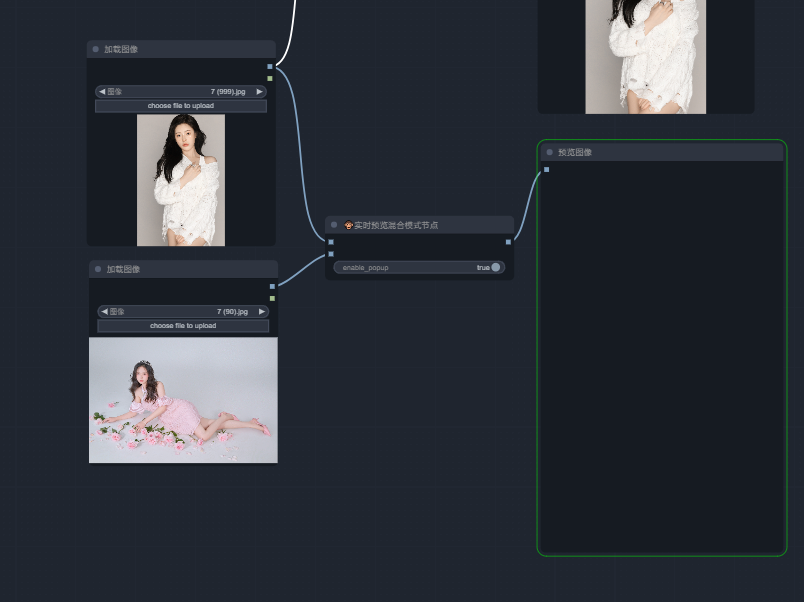 加载图像
图像 7 (999).jpg
choose file to upload
加载图像
图像 7 (90).jpg
choose file to upload
实时预览混合模式节点
enable_popup true
预览图像